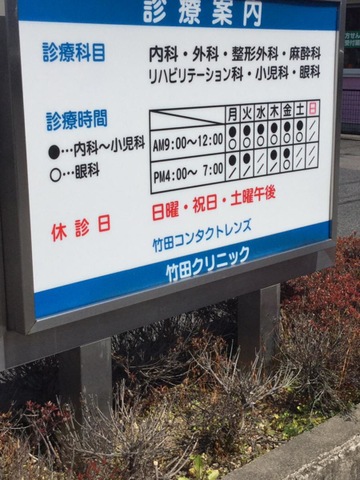 診療案内
診療科目 内科・外科・整形外科・麻酔科
リハビリテーション科・小児科・眼科
診療時間
●…内科～小児科
○…眼科
月 火 水 木 金 土 日
AM9:00～12:00
PM4:00～ 7:00
休診日 日曜・祝日・土曜午後
竹田コンタクトレンズ
竹田クリニック